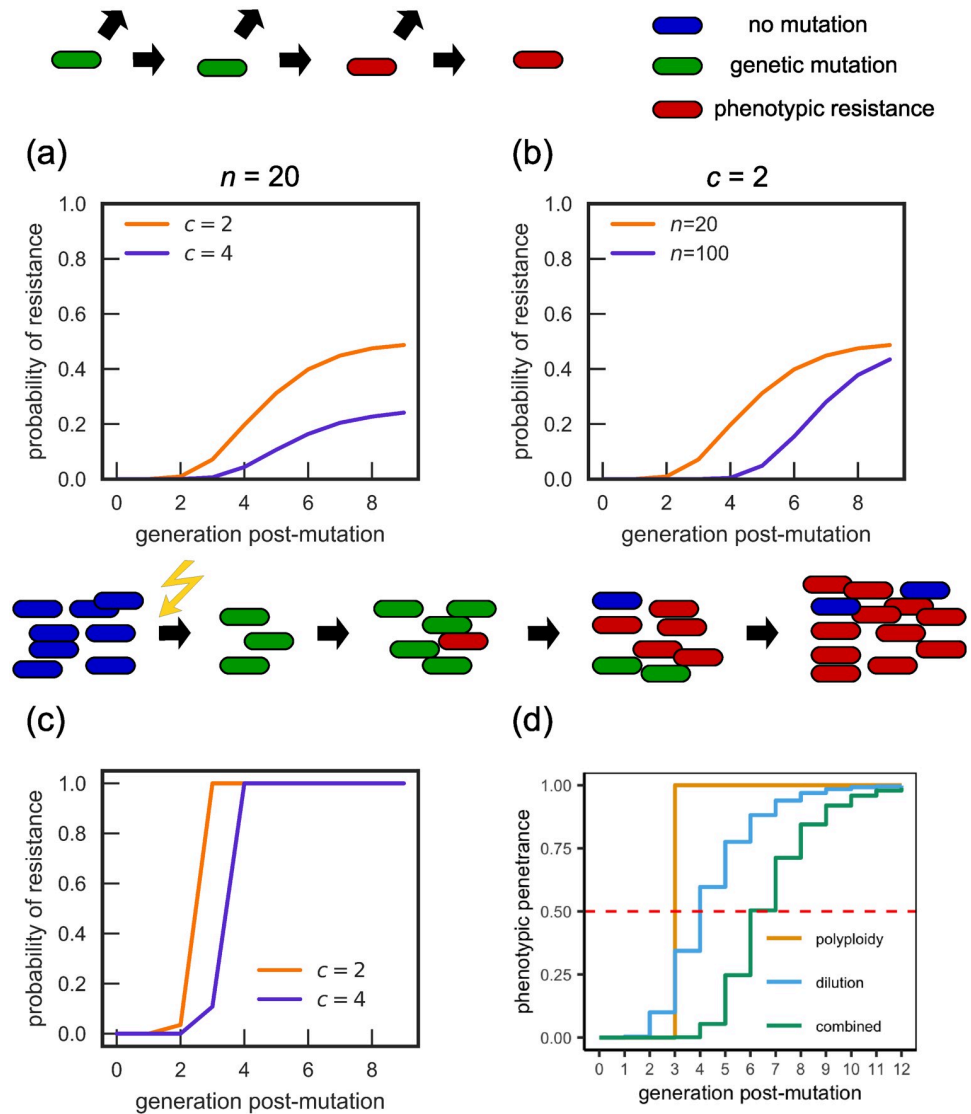 no mutation
genetic mutation
phenotypic resistance
(a)
n = 20
probability of resistance
1.0
0.8
0.6
0.4
0.2
0.0
c = 2
c = 4
0 2 4 6 8
generation post-mutation
(b)
c = 2
probability of resistance
1.0
0.8
0.6
0.4
0.2
0.0
n=20
n=100
0 2 4 6 8
generation post-mutation
(c)
probability of resistance
1.0
0.8
0.6
0.4
0.2
0.0
c = 2
c = 4
0 2 4 6 8
generation post-mutation
(d)
phenotypic penetrance
1.00
0.75
0.50
0.25
0.00
polyploidy
dilution
combined
0 1 2 3 4 5 6 7 8 9 10 11 12
generation post-mutation